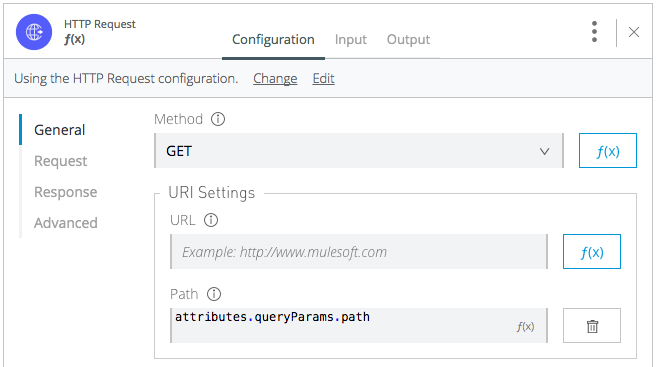 HTTP Request
f(x)
Configuration Input Output
Using the HTTP Request configuration. Change Edit
General
Request
Response
Advanced
Method
GET
f(x)
URI Settings
URL
Example: http://www.mulesoft.com
f(x)
Path
attributes.queryParams.path
f(x)